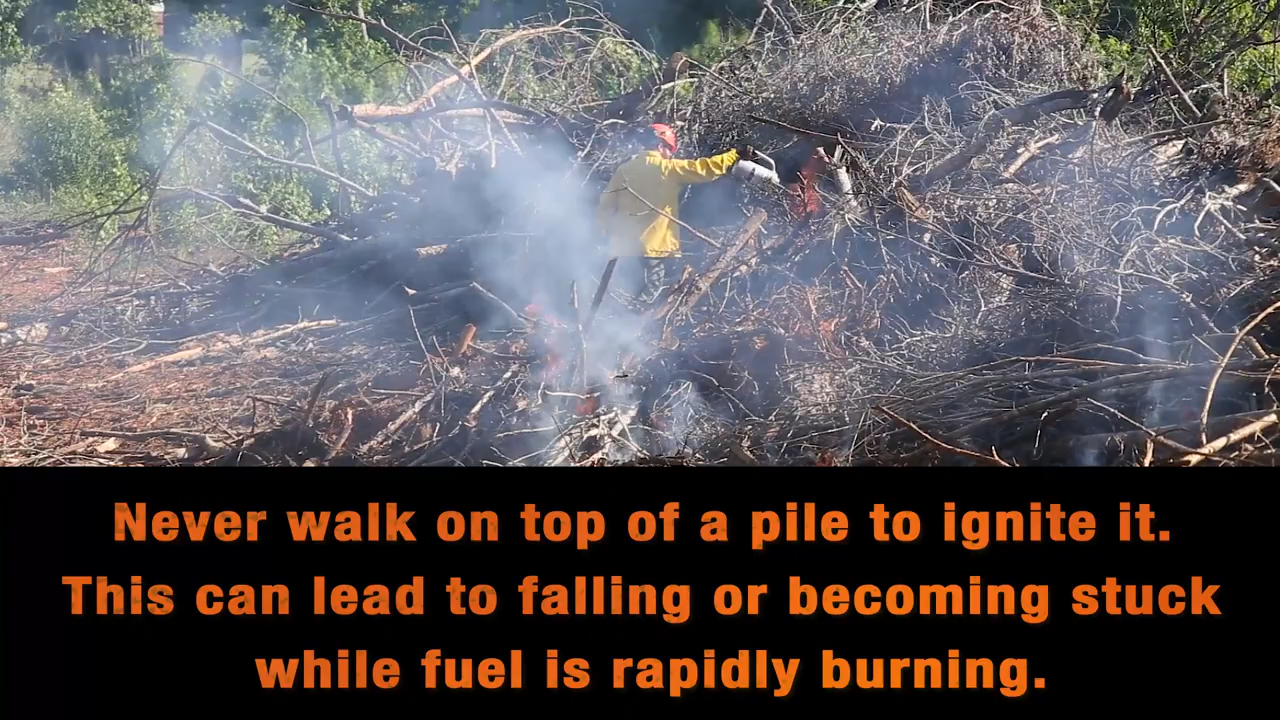 Never walk on top of a pile to ignite it.
This can lead to falling or becoming stuck
while fuel is rapidly burning.